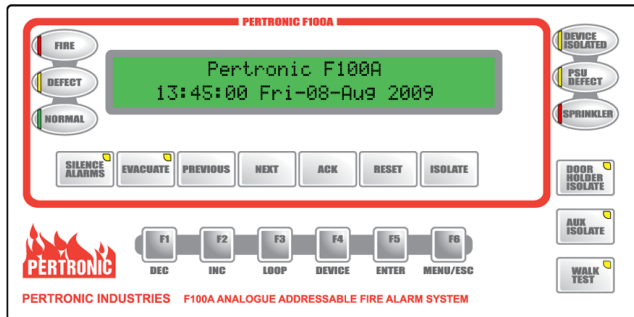 PERTRONIC F100A
FIRE
DEFECT
NORMAL
Pertronic F100A
13:45:00 Fri-08-Aug 2009
DEVICE
ISOLATED
PSU
DEFECT
SPRINKLER
SILENCE
ALARMS
EVACUATE
PREVIOUS
NEXT
ACK
RESET
ISOLATE
DOOR
HOLDER
ISOLATE
AUX
ISOLATE
WALK
TEST
F1
F2
F3
F4
F5
F6
DEC
INC
LOOP
DEVICE
ENTER
MENU/ESC
PERTRONIC
PERTRONIC INDUSTRIES F100A ANALOGUE ADDRESSABLE FIRE ALARM SYSTEM